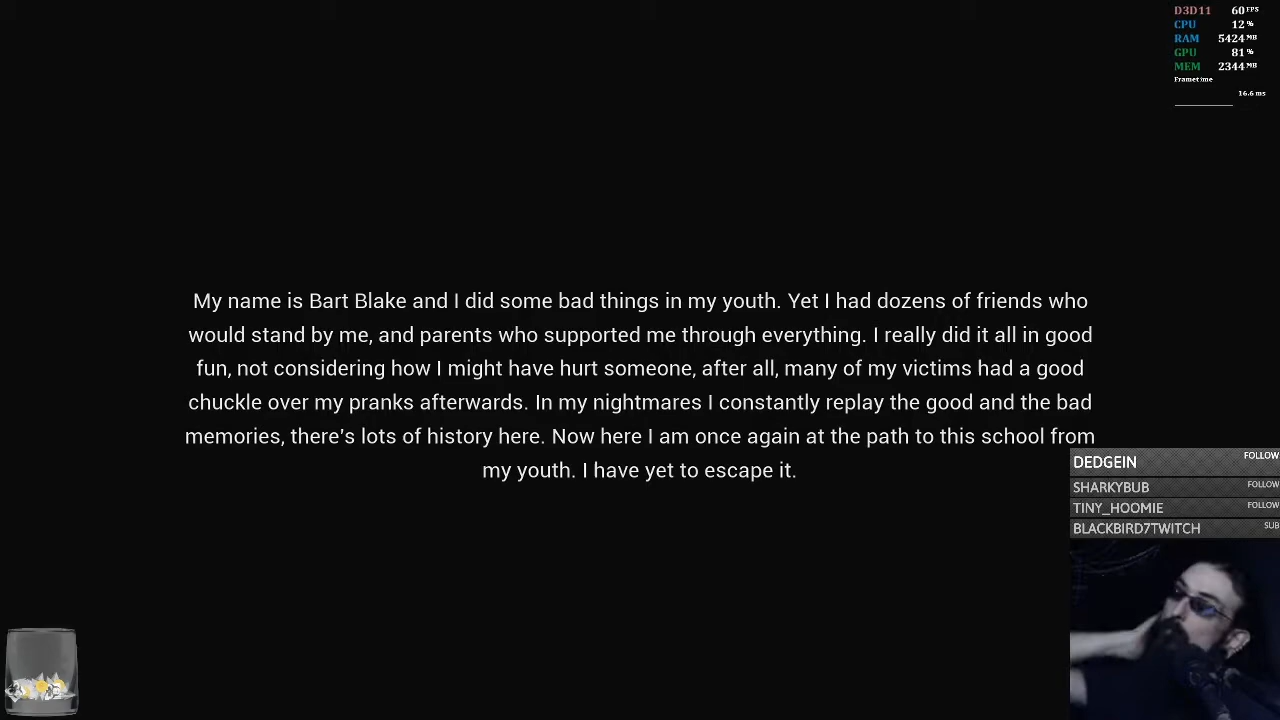 D3D11 60 FPS
CPU 12 %
RAM 5424 MB
GPU 81 %
MEM 2344 MB
Frametime
16.6 ms
My name is Bart Blake and I did some bad things in my youth. Yet I had dozens of friends who
would stand by me, and parents who supported me through everything. I really did it all in good
fun, not considering how I might have hurt someone, after all, many of my victims had a good
chuckle over my pranks afterwards. In my nightmares I constantly replay the good and the bad
memories, there's lots of history here. Now here I am once again at the path to this school from
my youth. I have yet to escape it.
DEDGEIN FOLLOW
SHARKYBUB FOLLOW
TINY_HOOMIE FOLLOW
BLACKBIRD7TWITCH SUB